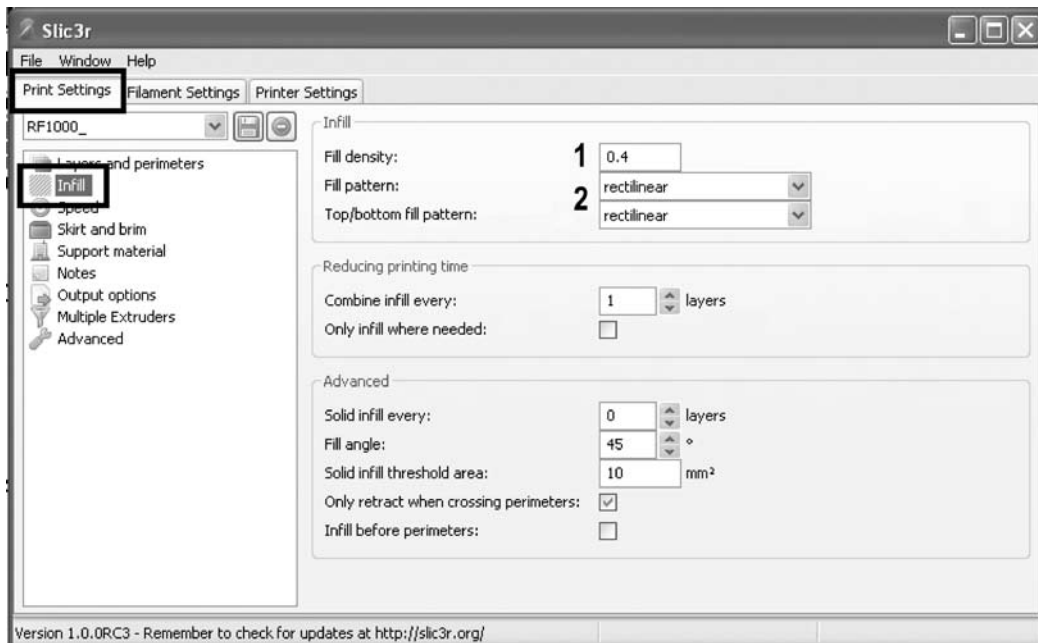 Slic3r
File Window Help
Print Settings Filament Settings Printer Settings
RF1000_
Layers and perimeters
Infill
Speed
Skirt and brim
Support material
Notes
Output options
Multiple Extruders
Advanced
Infill
Fill density: 1 0.4
Fill pattern: rectilinear
2
Top/bottom fill pattern: rectilinear
Reducing printing time
Combine infill every: 1 layers
Only infill where needed:
Advanced
Solid infill every: 0 layers
Fill angle: 45 °
Solid infill threshold area: 10 mm²
Only retract when crossing perimeters:
Infill before perimeters:
Version 1.0.0RC3 - Remember to check for updates at http://slic3r.org/